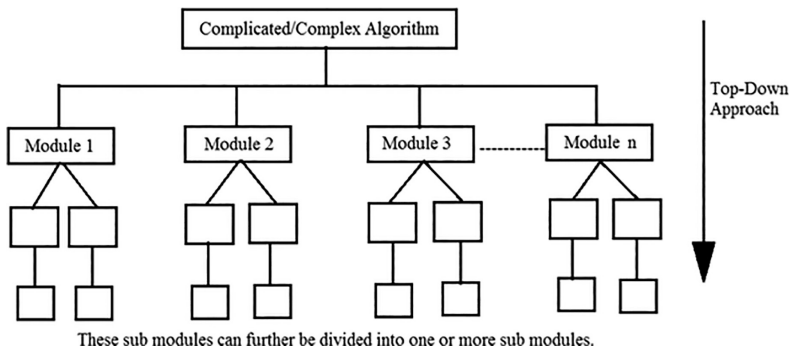 Complicated/Complex Algorithm
Top-Down
Approach
Module 1
Module 2
Module 3
Module n
These sub modules can further be divided into one or more sub modules.